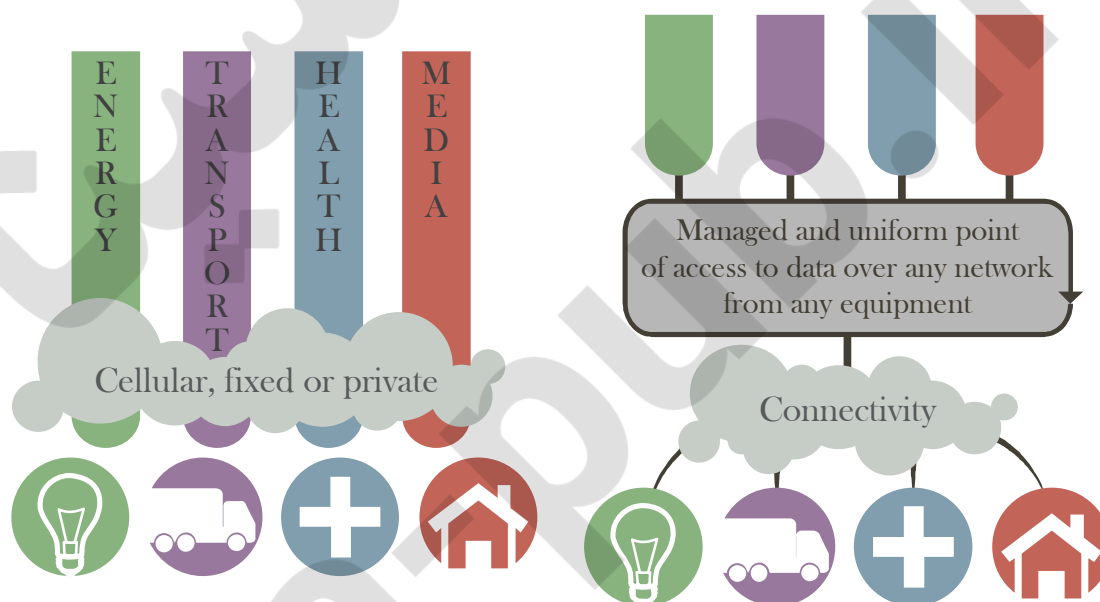 ENERGY
TRANSPORT
HEALTH
MEDIA
Cellular, fixed or private
Managed and uniform point
of access to data over any network
from any equipment
Connectivity